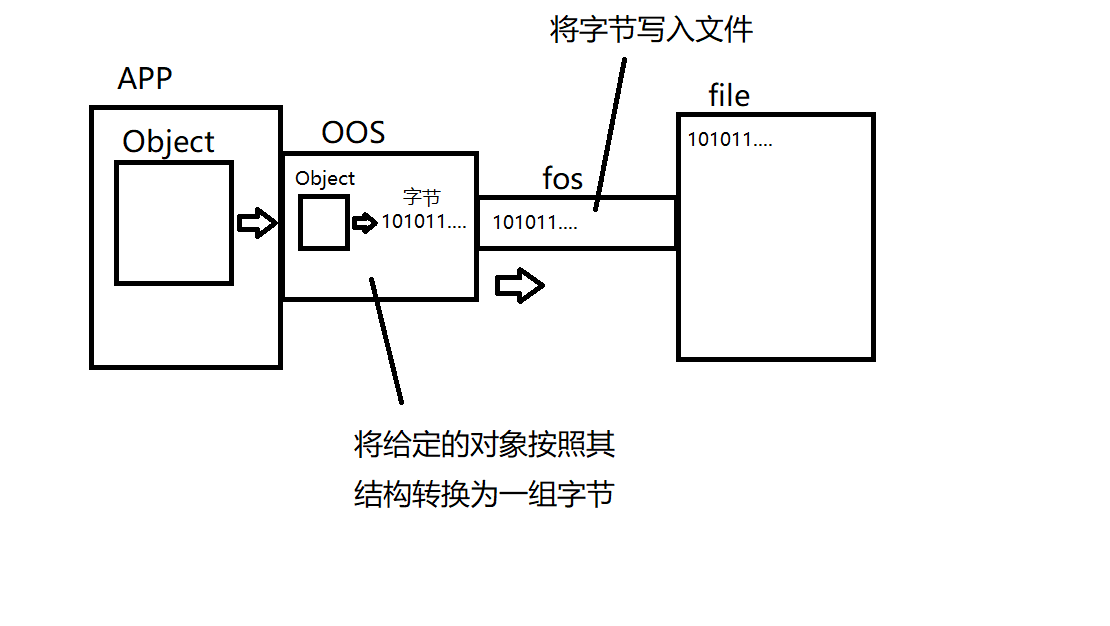 将字节写入文件
APP
file
Object
OOS
101011....
Object
字节
fos
101011....
101011....
将给定的对象按照其
结构转换为一组字节